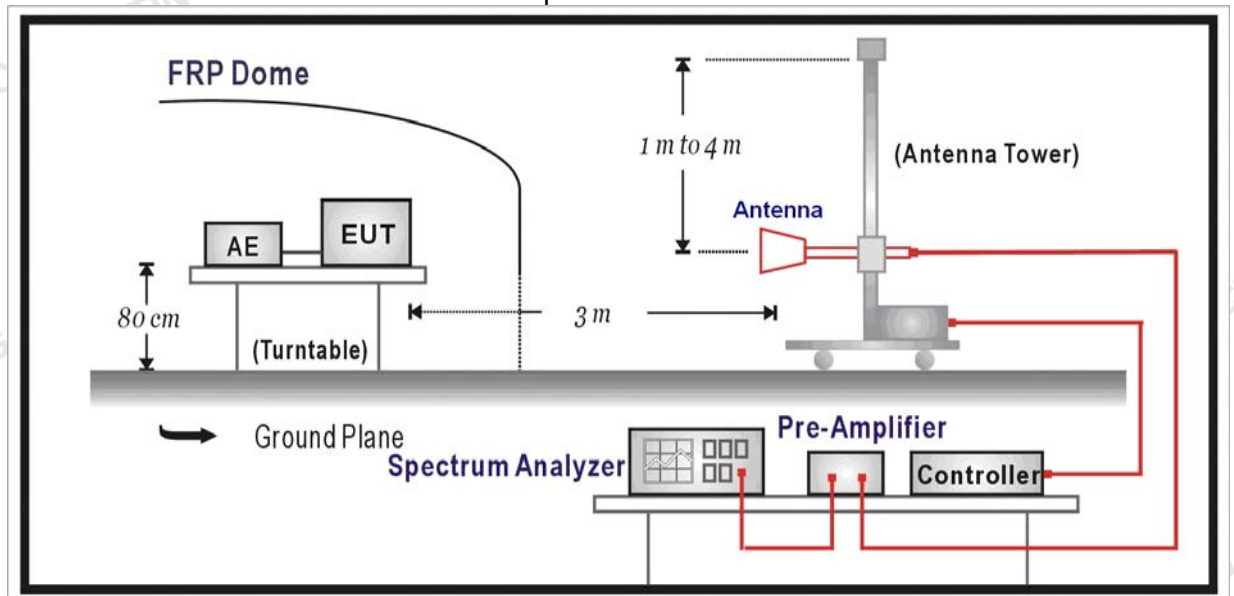 FRP Dome
1 m to 4 m
(Antenna Tower)
Antenna
AE
EUT
80 cm
3 m
(Turntable)
Ground Plane
Pre-Amplifier
Spectrum Analyzer
Controller